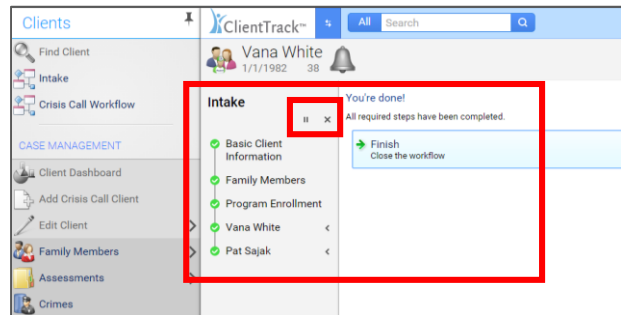 Clients
Find Client
Intake
Crisis Call Workflow
CASE MANAGEMENT
Client Dashboard
Add Crisis Call Client
Edit Client
Family Members
Assessments
Crimes
ClientTrack™
All
Search
Vana White
1/1/1982 38
Intake
Basic Client
Information
Family Members
Program Enrollment
Vana White
Pat Sajak
You're done!
All required steps have been completed.
Finish
Close the workflow